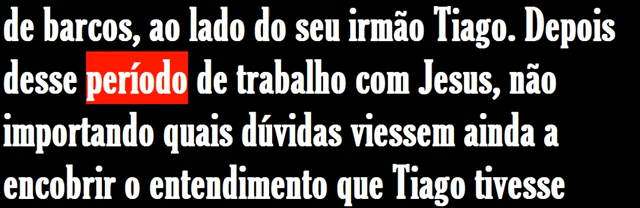 de barcos, ao lado do seu irmão Tiago. Depois
desse período de trabalho com Jesus, não
importando quais dúvidas viessem ainda a
encobrir o entendimento que Tiago tivesse